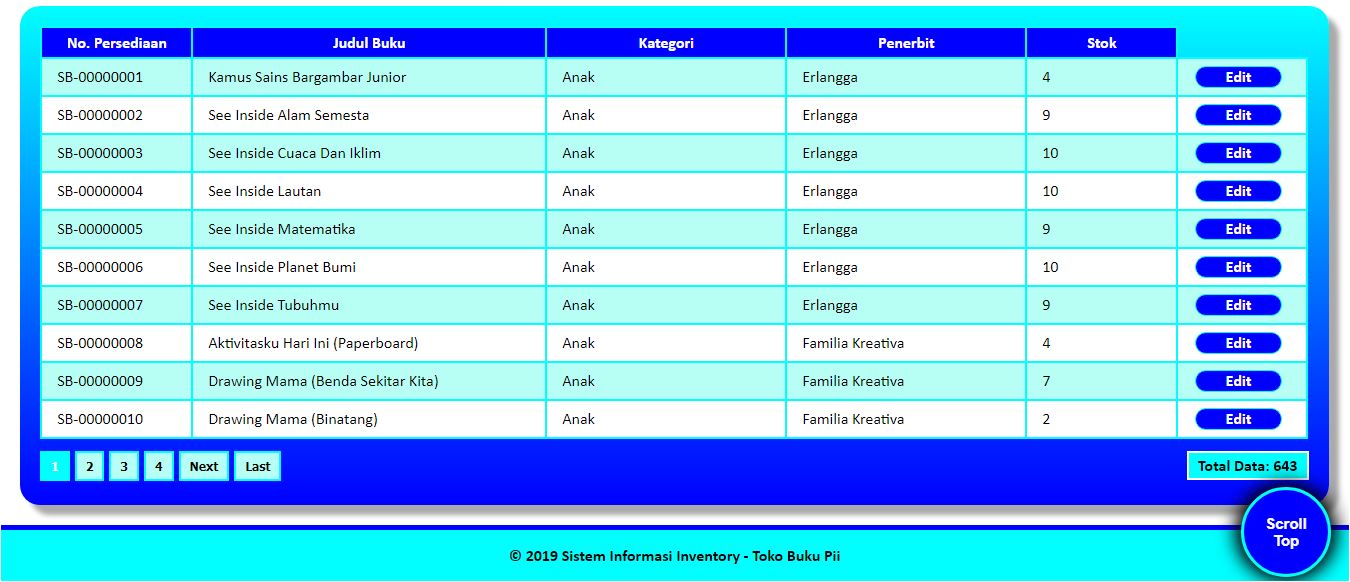 No. Persediaan Judul Buku Kategori Penerbit Stok
SB-00000001 Kamus Sains Bargambar Junior Anak Erlangga 4 Edit
SB-00000002 See Inside Alam Semesta Anak Erlangga 9 Edit
SB-00000003 See Inside Cuaca Dan Iklim Anak Erlangga 10 Edit
SB-00000004 See Inside Lautan Anak Erlangga 10 Edit
SB-00000005 See Inside Matematika Anak Erlangga 9 Edit
SB-00000006 See Inside Planet Bumi Anak Erlangga 10 Edit
SB-00000007 See Inside Tubuhmu Anak Erlangga 9 Edit
SB-00000008 Aktivitasku Hari Ini (Paperboard) Anak Familia Kreativa 4 Edit
SB-00000009 Drawing Mama (Benda Sekitar Kita) Anak Familia Kreativa 7 Edit
SB-00000010 Drawing Mama (Binatang) Anak Familia Kreativa 2 Edit
1 2 3 4 Next Last Total Data: 643
Scroll
Top
© 2019 Sistem Informasi Inventory - Toko Buku Pii